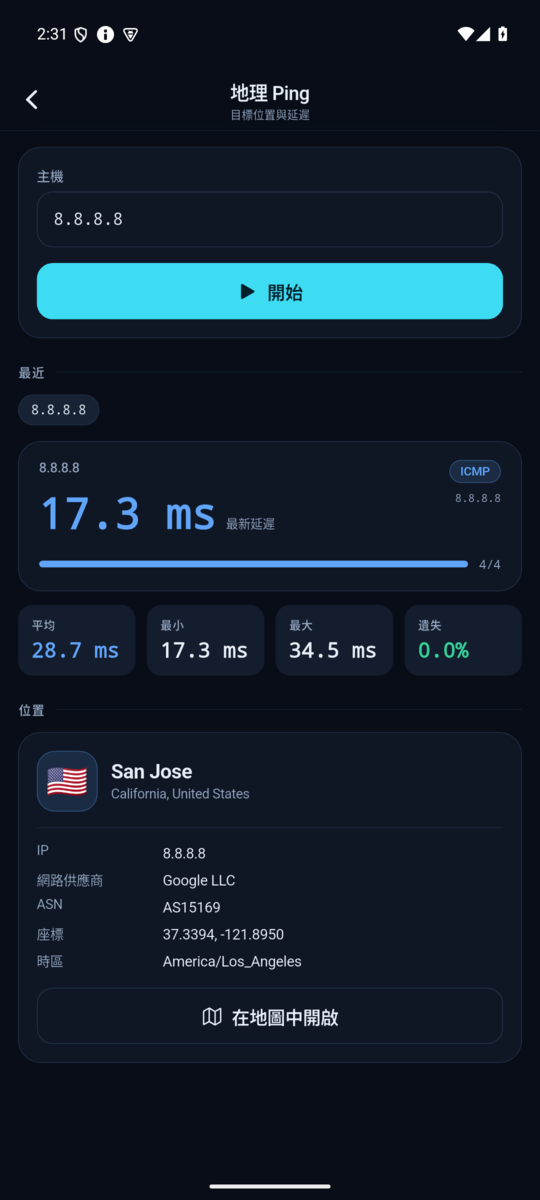 2:31
地理 Ping
目標位置與延遲
主機
8.8.8.8
開始
最近
8.8.8.8
8.8.8.8
ICMP
17.3 ms 最新延遲
8.8.8.8
4/4
平均 最小 最大 遺失
28.7 ms 17.3 ms 34.5 ms 0.0%
位置
San Jose
California, United States
IP 8.8.8.8
網路供應商 Google LLC
ASN AS15169
座標 37.3394, -121.8950
時區 America/Los_Angeles
在地圖中開啟